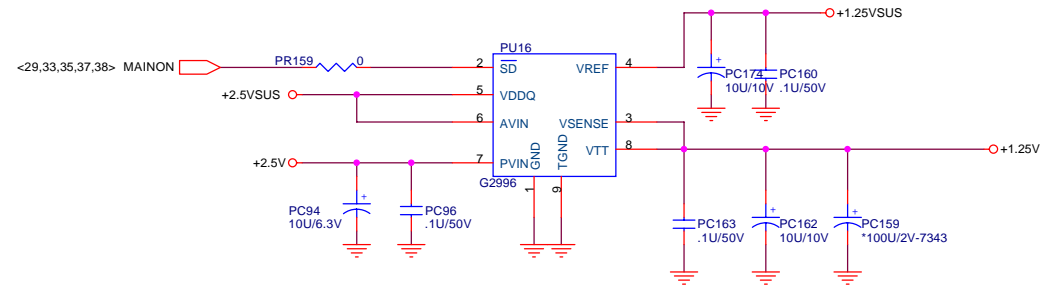 +1.25VSUS
PU16
<29,33,35,37,38> MAINON
PR159 0
2 SD VREF 4
PC174
10U/10V
PC160
.1U/50V
+2.5VSUS
5 VDDQ
6 AVIN VSENSE 3
VTT 8
+1.25V
+2.5V
7 PVIN
GND
TGND
G2996
1
9
PC94
10U/6.3V
PC96
.1U/50V
PC163
.1U/50V
PC162
10U/10V
PC159
*100U/2V-7343
+
+
+
+